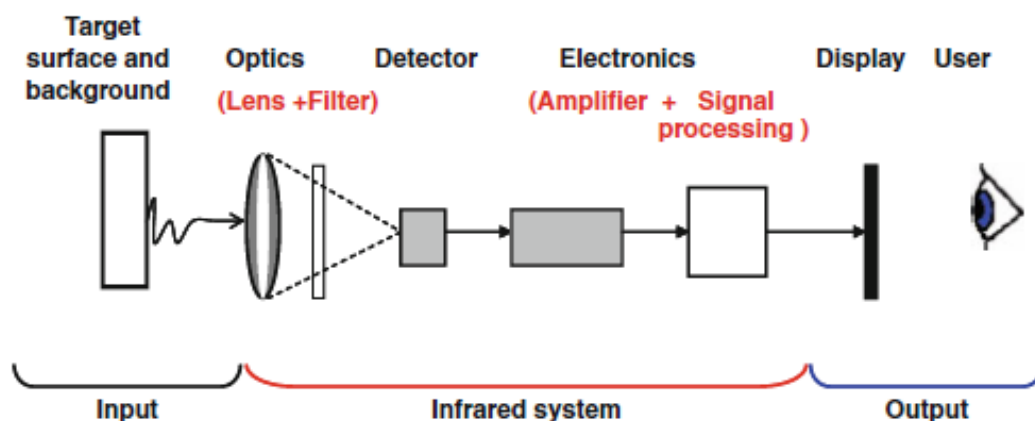 Target
surface and
background
Optics
Detector
Electronics
Display
User
(Lens +Filter)
(Amplifier + Signal
processing )
Input
Infrared system
Output